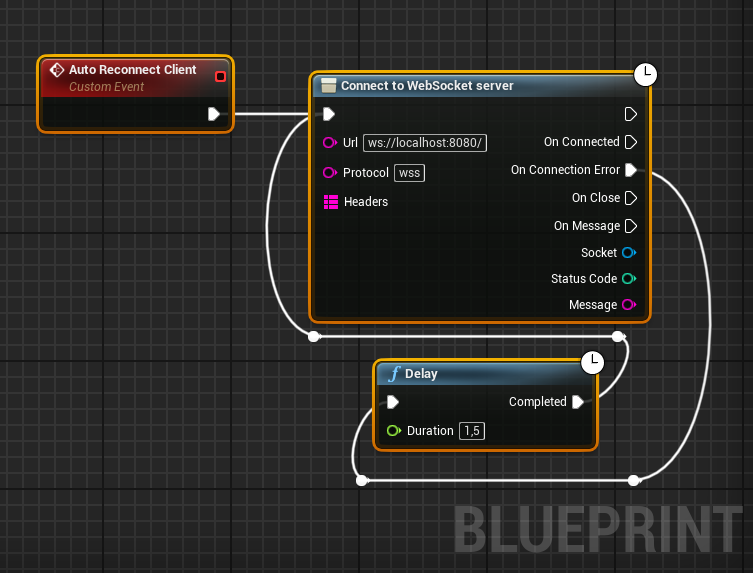 Auto Reconnect Client
Custom Event
Connect to WebSocket server
Url ws://localhost:8080/
On Connected
Protocol wss
On Connection Error
Headers
On Close
On Message
Socket
Status Code
Message
f Delay
Completed
Duration 1,5
BLUEPRINT